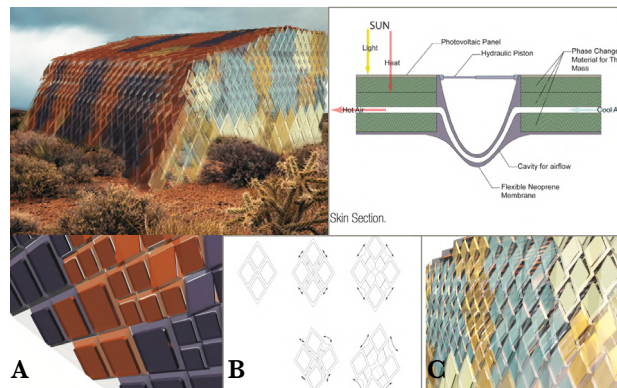 SUN
Light
Heat
Photovoltaic Panel
Hydraulic Piston
Phase Change
Material for Th
Mass
Hot Air
Cool A
Cavity for airflow
Flexible Neoprene
Membrane
Skin Section.
A
B
C